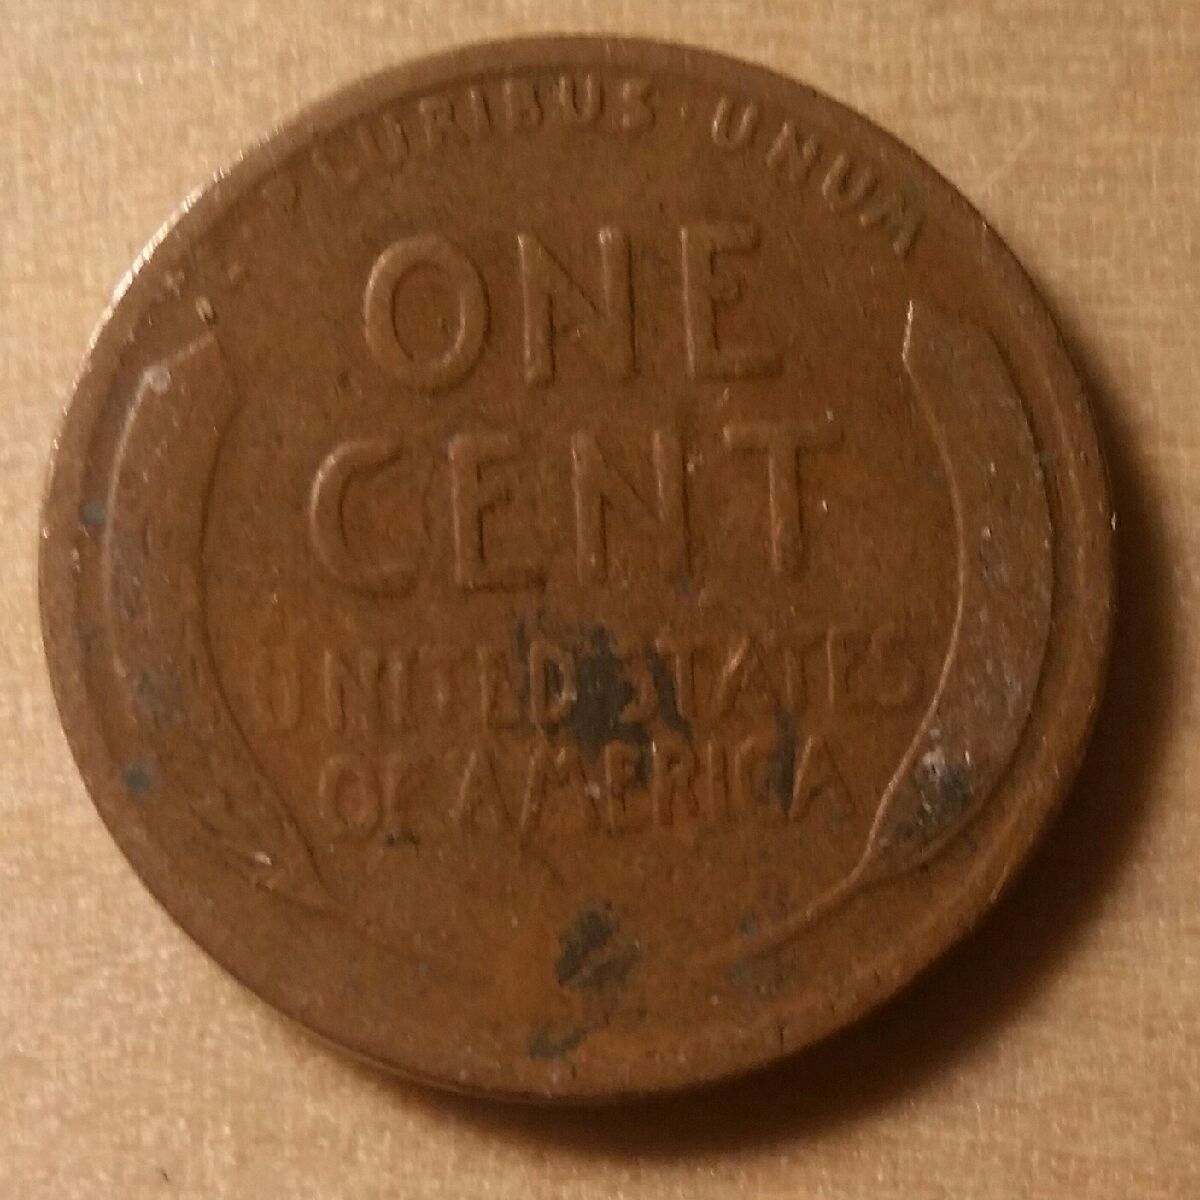 PLURIBUS · UNUM
ONE
CENT
UNITED STATES
OF AMERICA